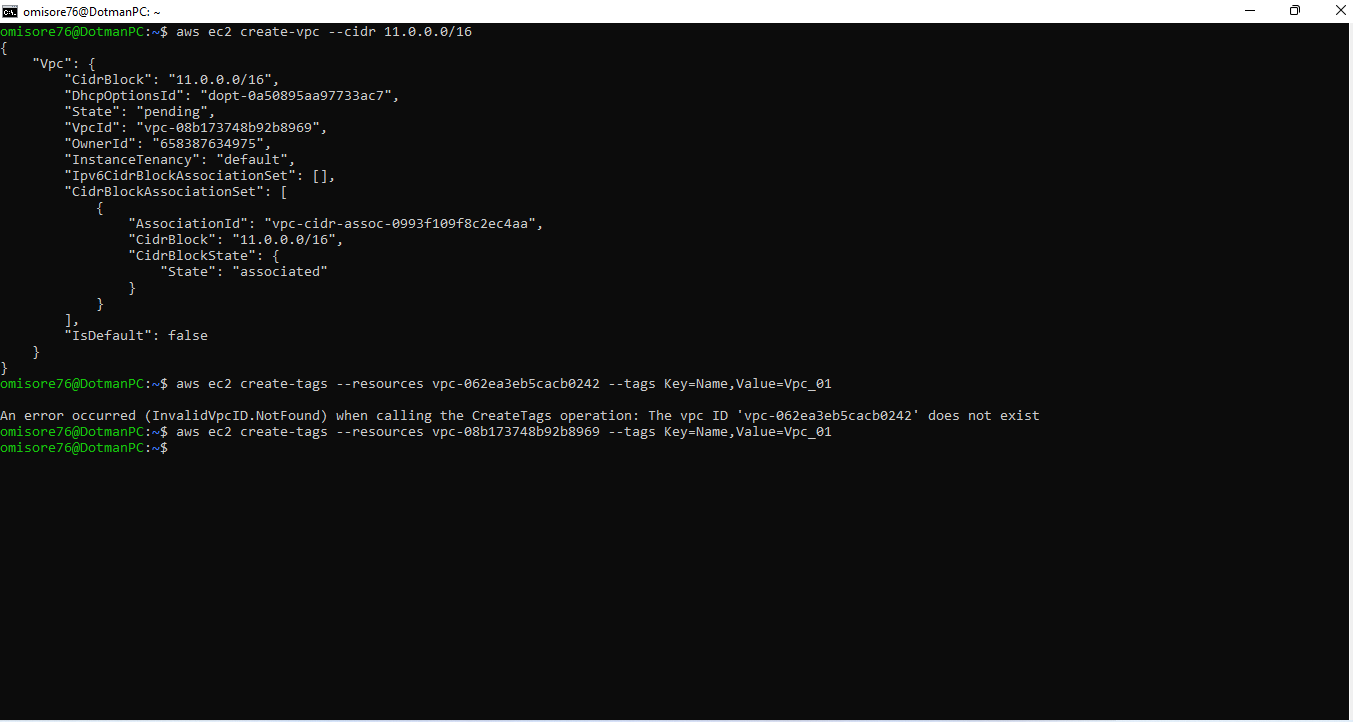 omisore76@DotmanPC: ~
omisore76@DotmanPC:~$ aws ec2 create-vpc --cidr 11.0.0.0/16
{
    "Vpc": {
        "CidrBlock": "11.0.0.0/16",
        "DhcpOptionsId": "dopt-0a50895aa97733ac7",
        "State": "pending",
        "VpcId": "vpc-08b173748b92b8969",
        "OwnerId": "658387634975",
        "InstanceTenancy": "default",
        "Ipv6CidrBlockAssociationSet": [],
        "CidrBlockAssociationSet": [
            {
                "AssociationId": "vpc-cidr-assoc-0993f109f8c2ec4aa",
                "CidrBlock": "11.0.0.0/16",
                "CidrBlockState": {
                    "State": "associated"
                }
            }
        ],
        "IsDefault": false
    }
}
omisore76@DotmanPC:~$ aws ec2 create-tags --resources vpc-062ea3eb5cacb0242 --tags Key=Name,Value=Vpc_01

An error occurred (InvalidVpcID.NotFound) when calling the CreateTags operation: The vpc ID 'vpc-062ea3eb5cacb0242' does not exist
omisore76@DotmanPC:~$ aws ec2 create-tags --resources vpc-08b173748b92b8969 --tags Key=Name,Value=Vpc_01
omisore76@DotmanPC:~$